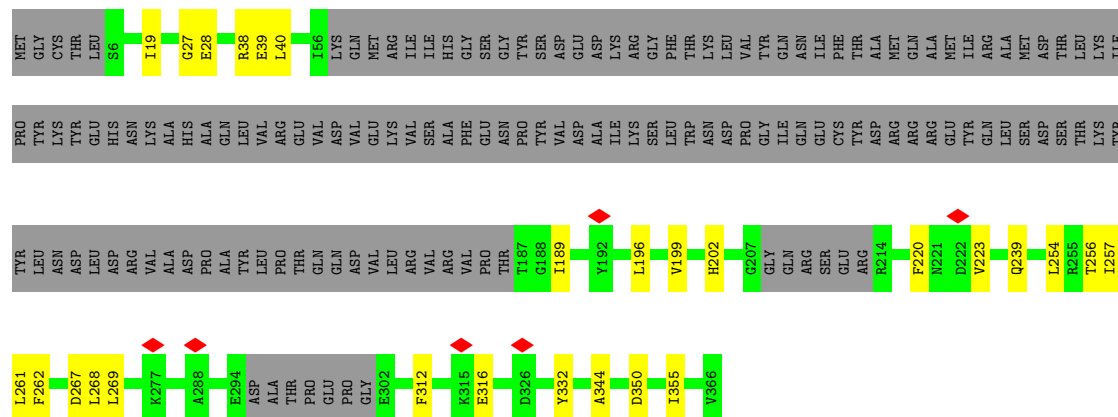 MET GLY CYS THR LEU S6 I19 G27 E28 R38 E39 L40 I56 LYS GLN MET ARG ILE ILE HIS GLY SER GLY TYR SER ASP GLU ASP LYS ARG GLY PHE THR LYS LEU VAL TYR GLN ASN ILE PHE THR ALA MET GLN ALA MET ILE ARG ALA MET ASP THR LEU LYS ILE
PRO TYR LYS TYR GLU HIS ASN LYS ALA HIS ALA GLN LEU VAL ARG GLU VAL ASP VAL GLU LYS VAL SER ALA PHE GLU ASN PRO TYR VAL ASP ALA ILE LYS SER LEU TRP ASN ASP PRO GLY ILE GLN GLU CYS TYR ASP ARG ARG ARG GLU TYR GLN LEU SER ASP SER THR LYS TYR
TYR LEU ASN ASP LEU ASP ARG VAL ALA ASP PRO ALA TYR LEU PRO THR GLN GLN ASP VAL LEU ARG VAL ARG VAL PRO THR T187 G188 I189 Y192 L196 V199 H202 G207 GLY GLN ARG SER GLU ARG R214 F220 N221 D222 V223 Q239 L254 R255 T256 I257
L261 F262 D267 L268 L269 K277 A288 E294 ASP ALA THR PRO GLU PRO GLY E302 F312 K315 E316 D326 Y332 A344 D350 I355 V366